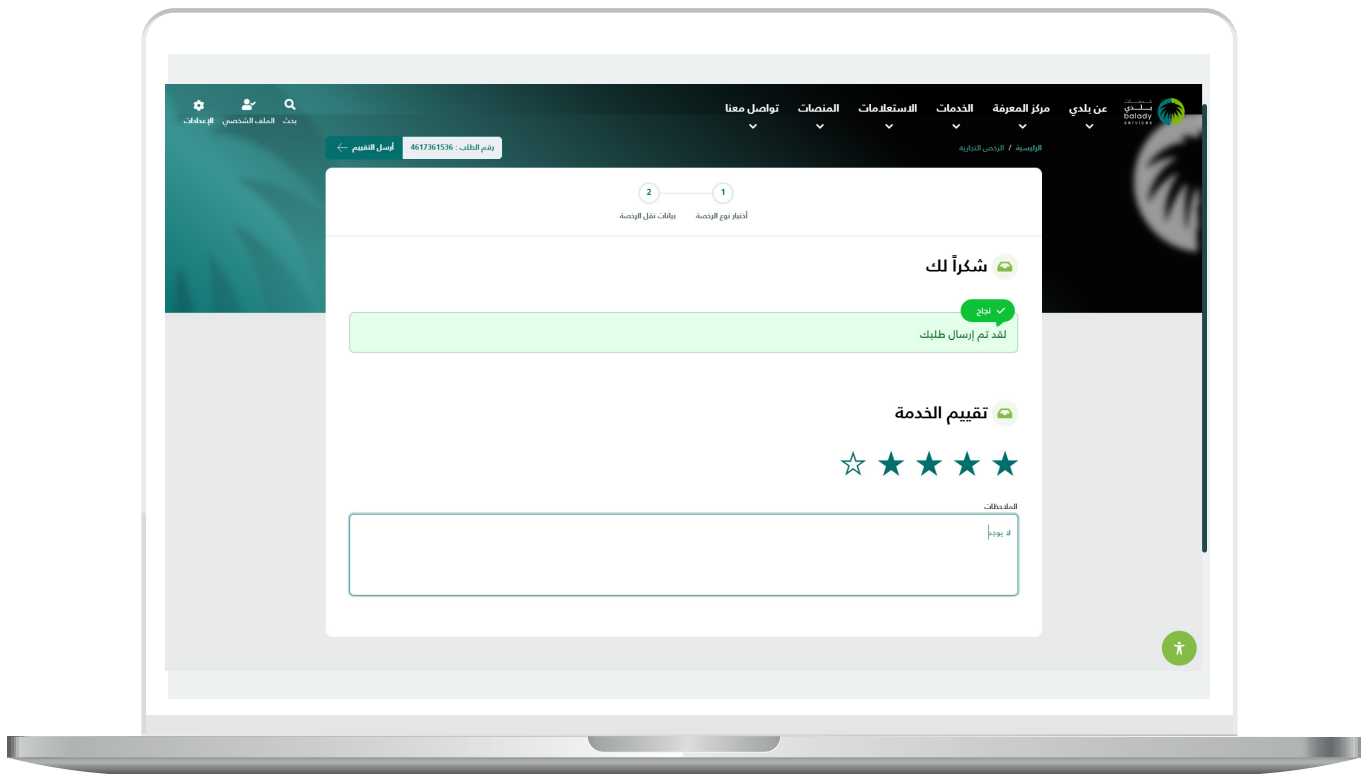 خدمات
بلدي
balady
services
عن بلدي
مركز المعرفة
الخدمات
الاستعلامات
المنصات
تواصل معنا
بحث
الملف الشخصي
الإعدادات
الرئيسية / الرخص التجارية
رقم الطلب : 4617361536
أرسل التقييم
1
2
أختيار نوع الرخصة
بيانات نقل الرخصة
شكراً لك
نجاح
لقد تم إرسال طلبك
تقييم الخدمة
الملاحظات
لا يوجد